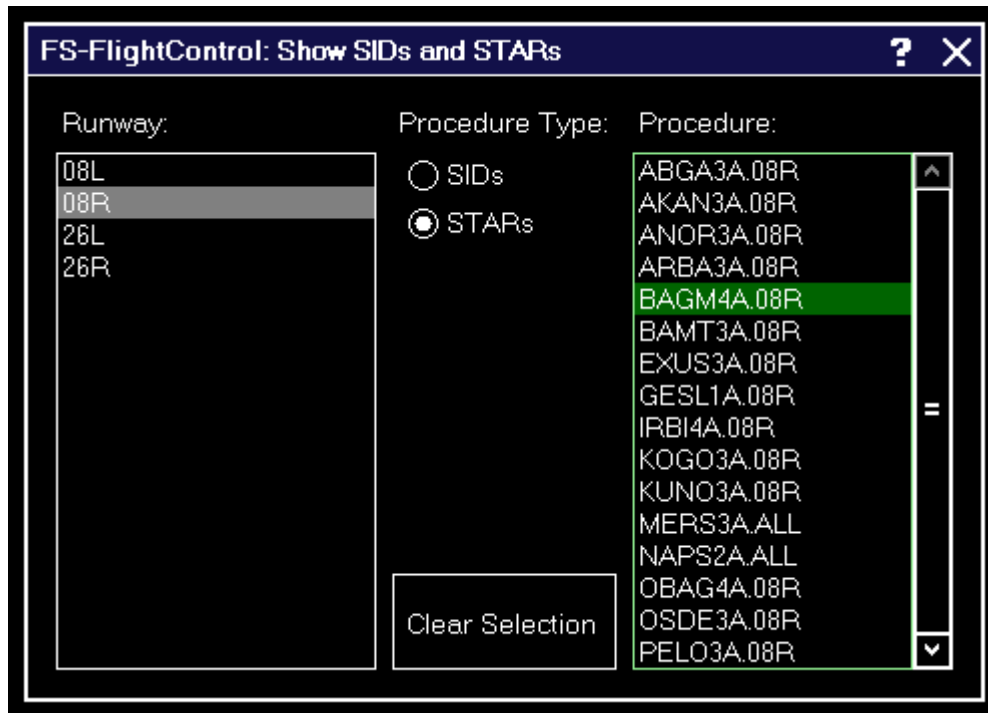 FS-FlightControl: Show SIDs and STARs ? X
Runway:
08L
08R
26L
26R
Procedure Type:
SIDs
STARs
Clear Selection
Procedure:
ABGA3A.08R
AKAN3A.08R
ANOR3A.08R
ARBA3A.08R
BAGM4A.08R
BAMT3A.08R
EXUS3A.08R
GESL1A.08R
IRBI4A.08R
KOGO3A.08R
KUNO3A.08R
MERS3A.ALL
NAPS2A.ALL
OBAG4A.08R
OSDE3A.08R
PELO3A.08R